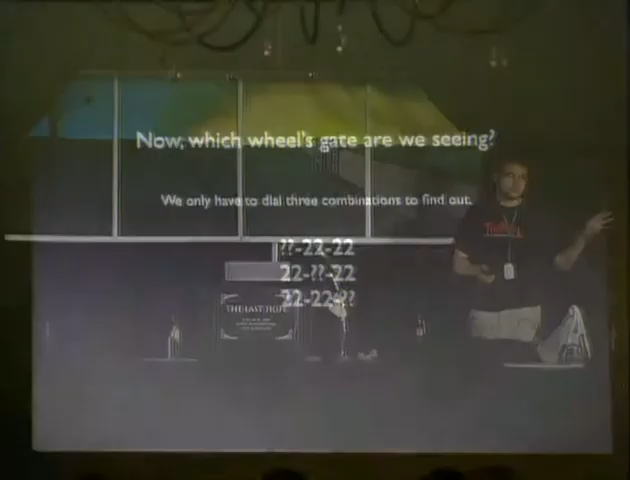 Now, which wheel's gate are we seeing?
We only have to dial three combinations to find out.
??-22-22
22-??-22
22-22-??
THE LAST HOPE